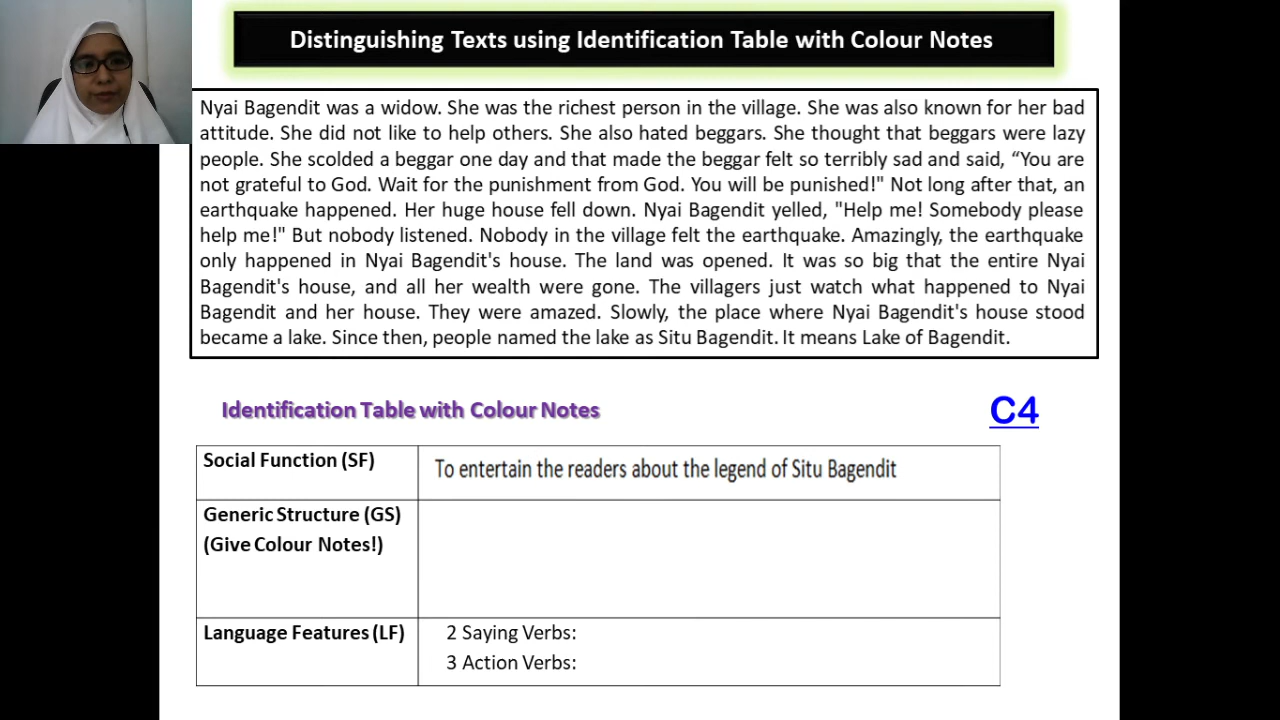 Distinguishing Texts using Identification Table with Colour Notes
Nyai Bagendit was a widow. She was the richest person in the village. She was also known for her bad
attitude. She did not like to help others. She also hated beggars. She thought that beggars were lazy
people. She scolded a beggar one day and that made the beggar felt so terribly sad and said, “You are
not grateful to God. Wait for the punishment from God. You will be punished!" Not long after that, an
earthquake happened. Her huge house fell down. Nyai Bagendit yelled, "Help me! Somebody please
help me!" But nobody listened. Nobody in the village felt the earthquake. Amazingly, the earthquake
only happened in Nyai Bagendit's house. The land was opened. It was so big that the entire Nyai
Bagendit's house, and all her wealth were gone. The villagers just watch what happened to Nyai
Bagendit and her house. They were amazed. Slowly, the place where Nyai Bagendit's house stood
became a lake. Since then, people named the lake as Situ Bagendit. It means Lake of Bagendit.
Identification Table with Colour Notes
C4
Social Function (SF)
To entertain the readers about the legend of Situ Bagendit
Generic Structure (GS)
(Give Colour Notes!)
Language Features (LF)
2 Saying Verbs:
3 Action Verbs: